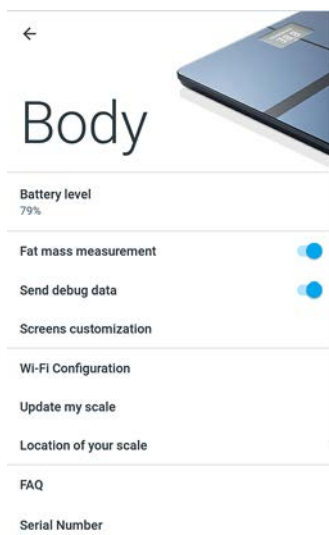 Body
Battery level
79%
Fat mass measurement
Send debug data
Screens customization
Wi-Fi Configuration
Update my scale
Location of your scale
FAQ
Serial Number